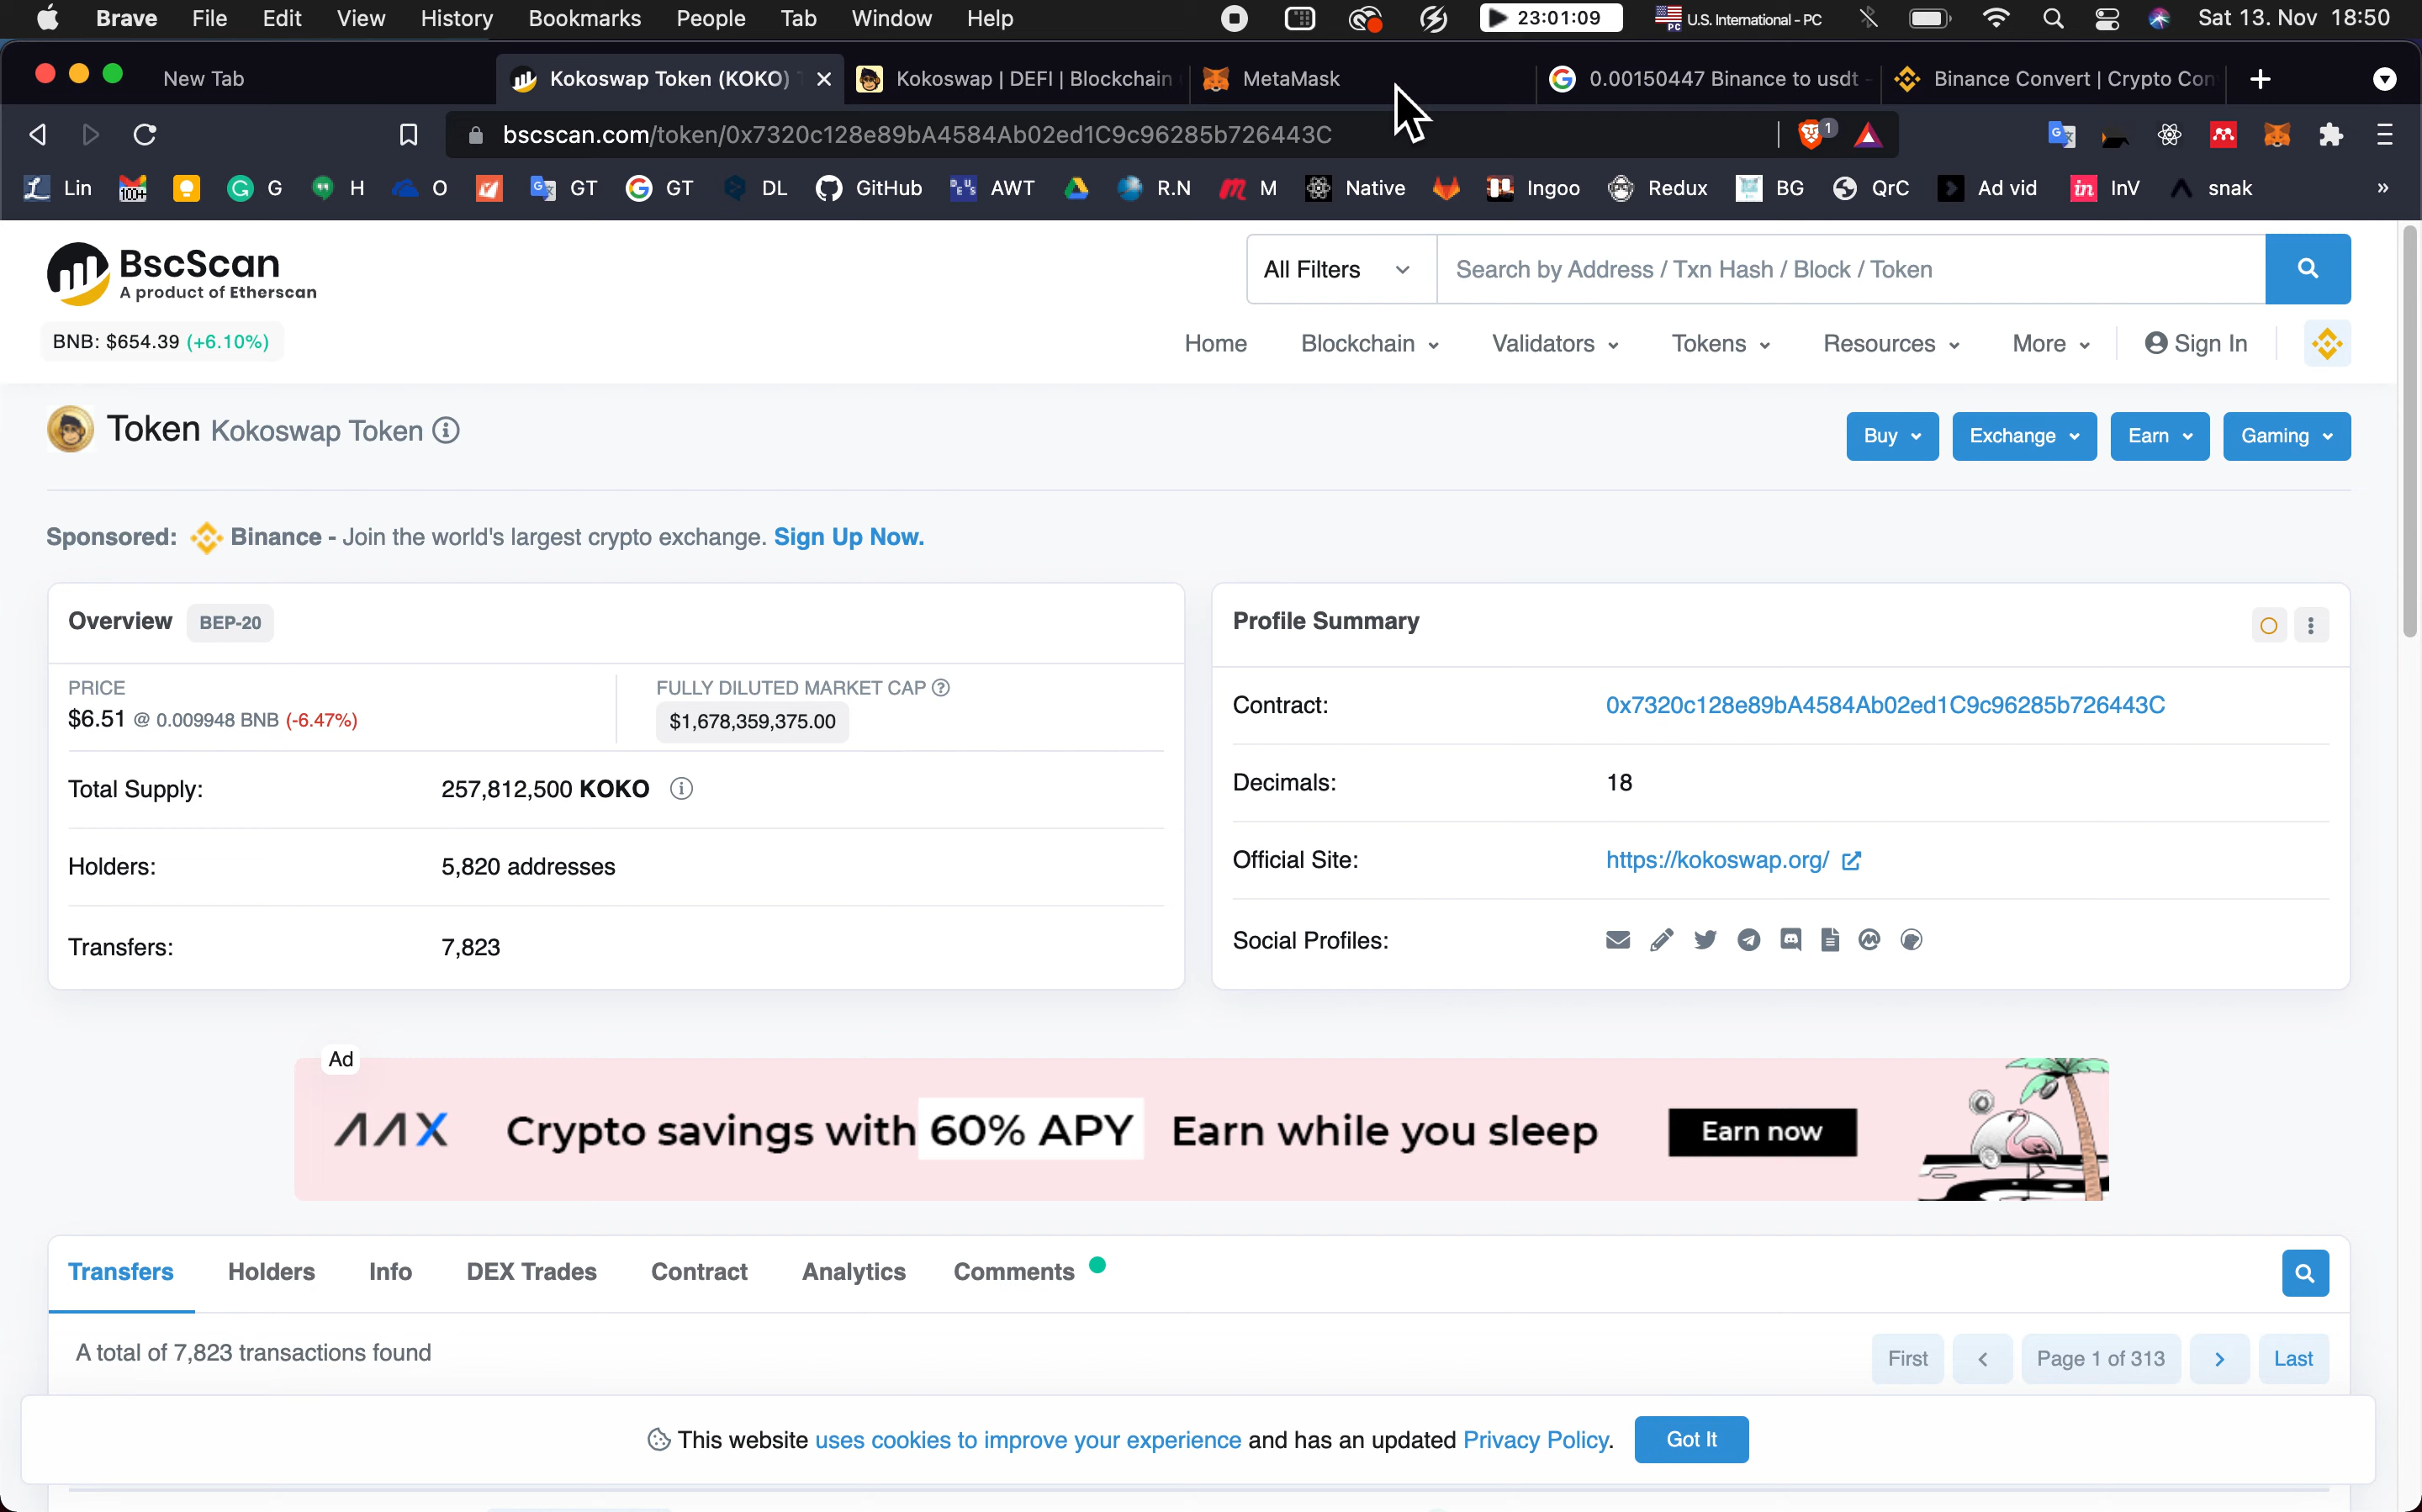 Brave File Edit View History Bookmarks People Tab Window Help 23:01:09 U.S. International - PC Sat 13. Nov 18:50
New Tab Kokoswap Token (KOKO) Kokoswap | DEFI | Blockchain MetaMask 0.00150447 Binance to usdt Binance Convert | Crypto Con
bscscan.com/token/0x7320c128e89bA4584Ab02ed1C9c96285b726443C 1
Lin 100+ G H O GT GT DL GitHub AWT R.N M Native Ingoo Redux BG QrC Ad vid in InV snak »
BscScan
A product of Etherscan
All Filters Search by Address / Txn Hash / Block / Token
BNB: $654.39 (+6.10%)
Home Blockchain Validators Tokens Resources More Sign In
Token Kokoswap Token
Buy Exchange Earn Gaming
Sponsored: Binance - Join the world's largest crypto exchange. Sign Up Now.
Overview BEP-20
PRICE
$6.51 @ 0.009948 BNB (-6.47%)
FULLY DILUTED MARKET CAP
$1,678,359,375.00
Total Supply: 257,812,500 KOKO
Holders: 5,820 addresses
Transfers: 7,823
Profile Summary
Contract: 0x7320c128e89bA4584Ab02ed1C9c96285b726443C
Decimals: 18
Official Site: https://kokoswap.org/
Social Profiles:
Ad
AAX Crypto savings with 60% APY Earn while you sleep Earn now
Transfers Holders Info DEX Trades Contract Analytics Comments
A total of 7,823 transactions found
First Page 1 of 313 Last
This website uses cookies to improve your experience and has an updated Privacy Policy. Got It